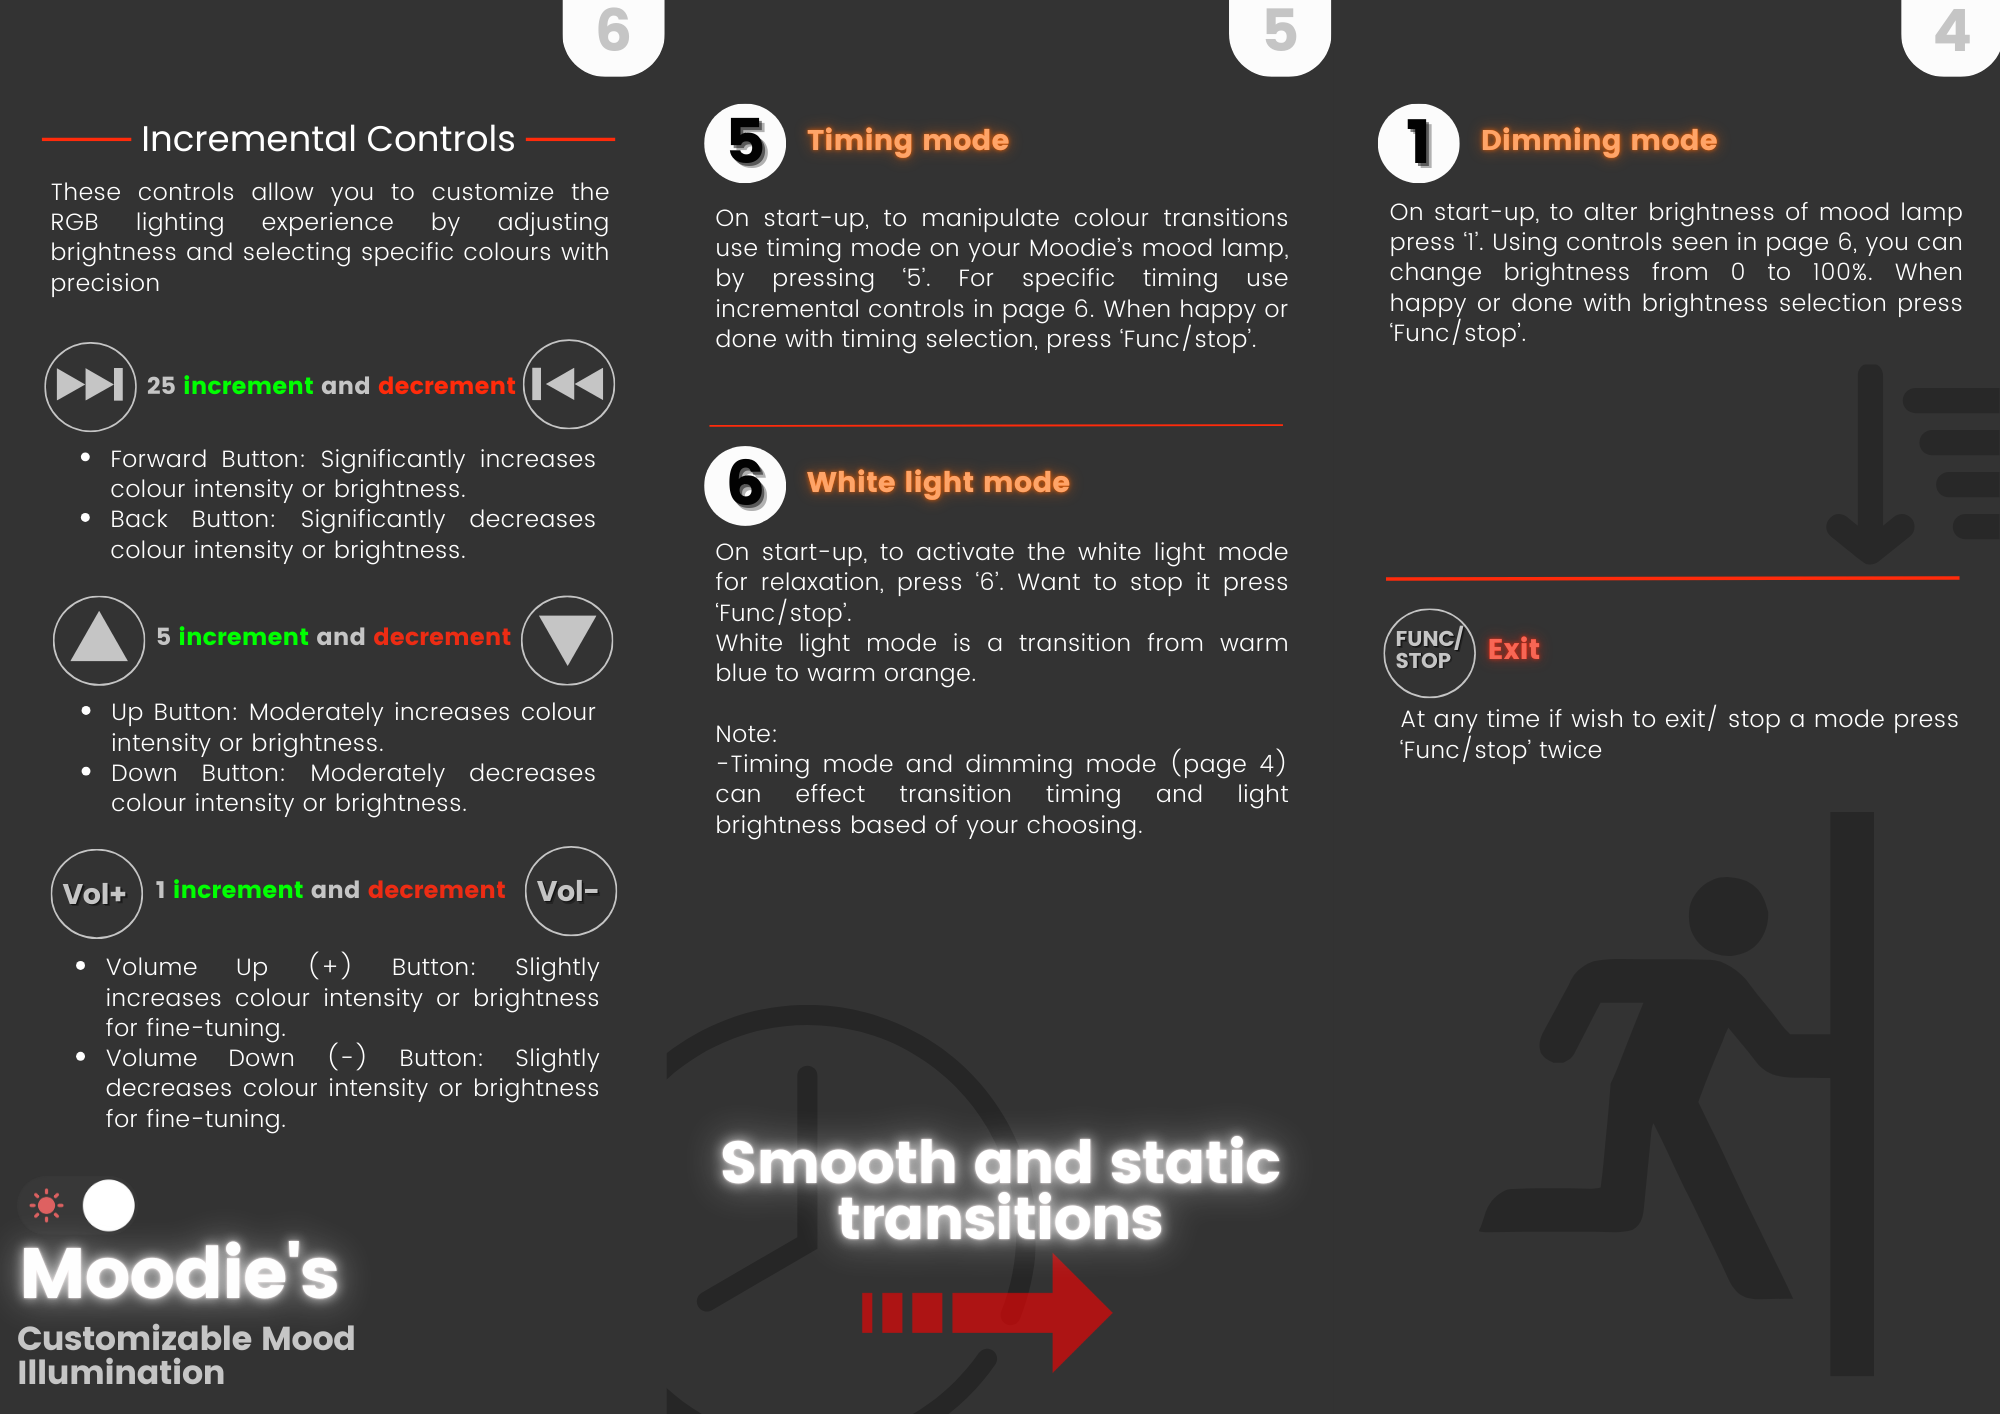 6
Incremental Controls
These controls allow you to customize the
RGB lighting experience by adjusting
brightness and selecting specific colours with
precision
25 increment and decrement
• Forward Button: Significantly increases
colour intensity or brightness.
• Back Button: Significantly decreases
colour intensity or brightness.
5 increment and decrement
• Up Button: Moderately increases colour
intensity or brightness.
• Down Button: Moderately decreases
colour intensity or brightness.
Vol+ 1 increment and decrement Vol-
• Volume Up (+) Button: Slightly
increases colour intensity or brightness
for fine-tuning.
• Volume Down (-) Button: Slightly
decreases colour intensity or brightness
for fine-tuning.
Moodie's
Customizable Mood
Illumination
5
5 Timing mode
On start-up, to manipulate colour transitions
use timing mode on your Moodie’s mood lamp,
by pressing ‘5’. For specific timing use
incremental controls in page 6. When happy or
done with timing selection, press ‘Func/stop’.
6 White light mode
On start-up, to activate the white light mode
for relaxation, press ‘6’. Want to stop it press
‘Func/stop’.
White light mode is a transition from warm
blue to warm orange.
Note:
-Timing mode and dimming mode (page 4)
can effect transition timing and light
brightness based of your choosing.
Smooth and static
transitions
4
1 Dimming mode
On start-up, to alter brightness of mood lamp
press ‘1’. Using controls seen in page 6, you can
change brightness from 0 to 100%. When
happy or done with brightness selection press
‘Func/stop’.
FUNC/
STOP
Exit
At any time if wish to exit/ stop a mode press
‘Func/stop’ twice